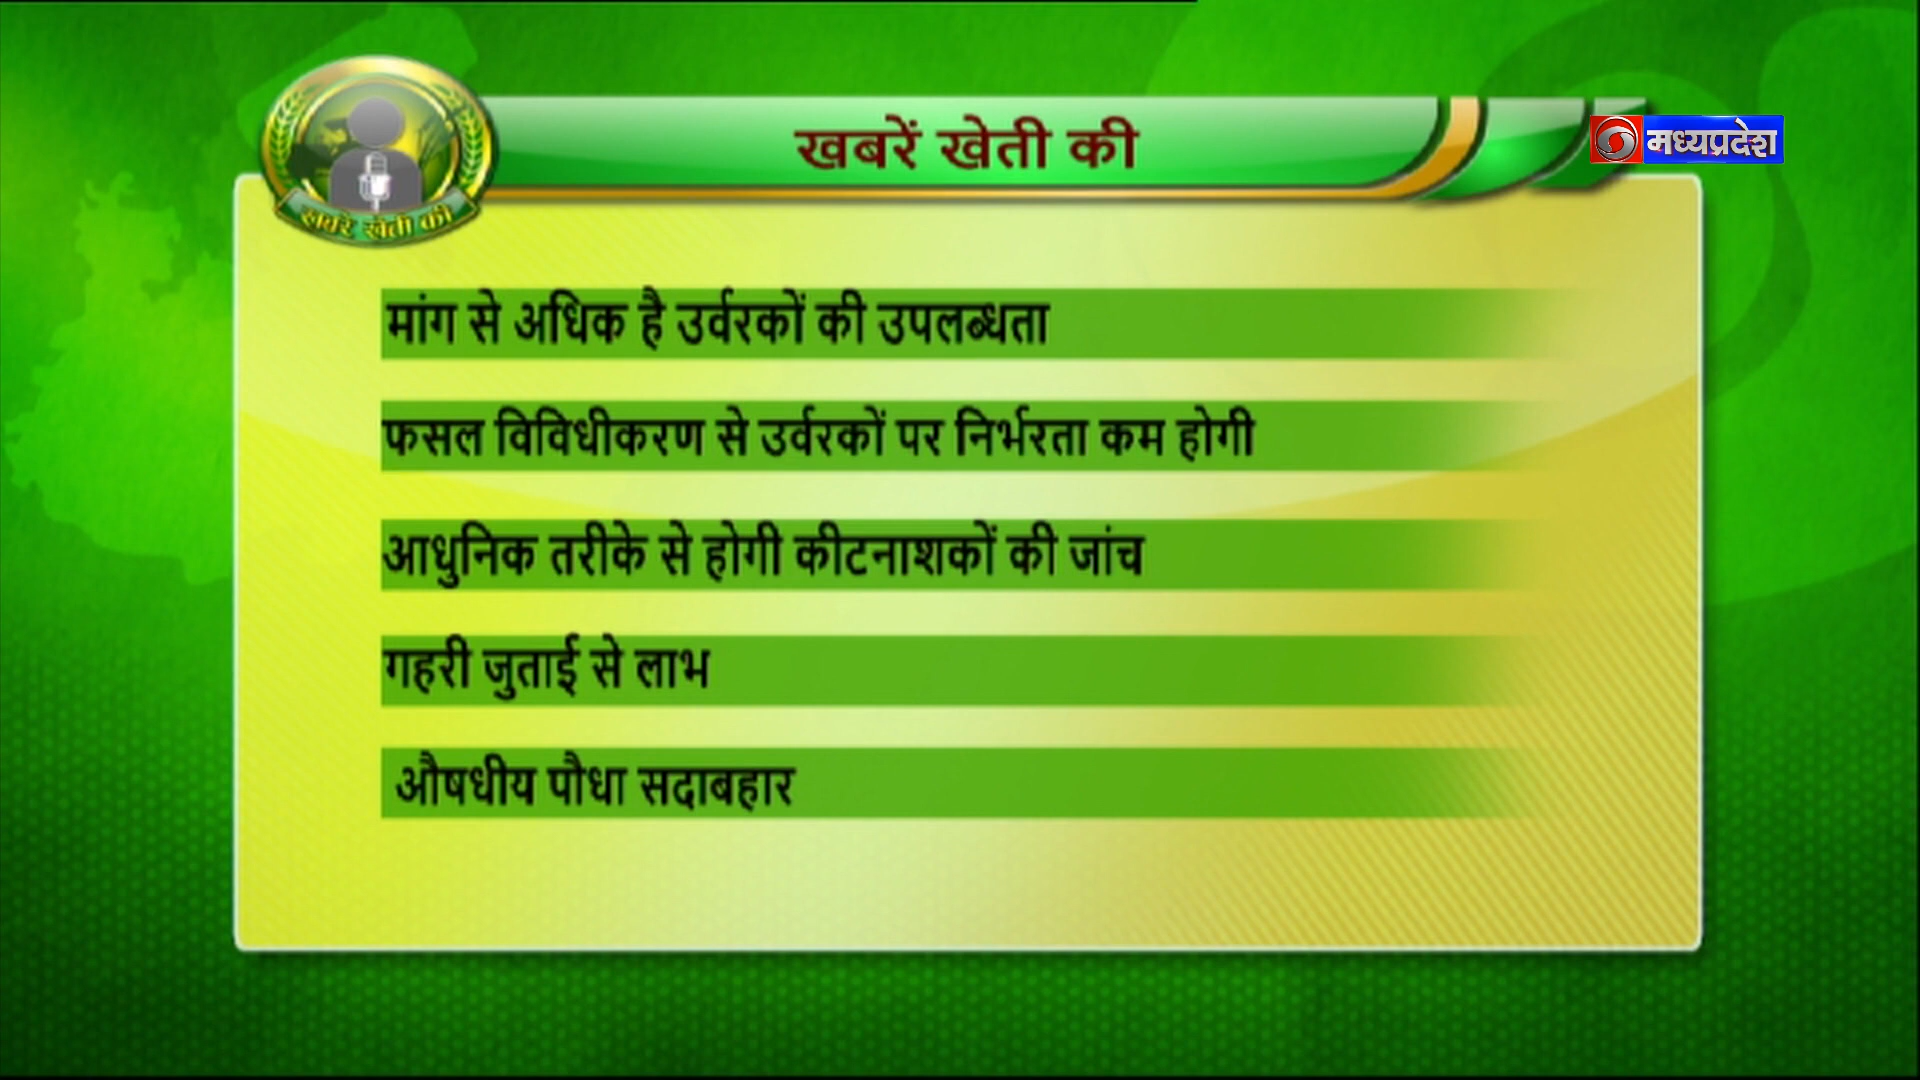 खबरें खेती की
मध्यप्रदेश
खबरें खेती की
मांग से अधिक है उर्वरकों की उपलब्धता
फसल विविधीकरण से उर्वरकों पर निर्भरता कम होगी
आधुनिक तरीके से होगी कीटनाशकों की जांच
गहरी जुताई से लाभ
औषधीय पौधा सदाबहार